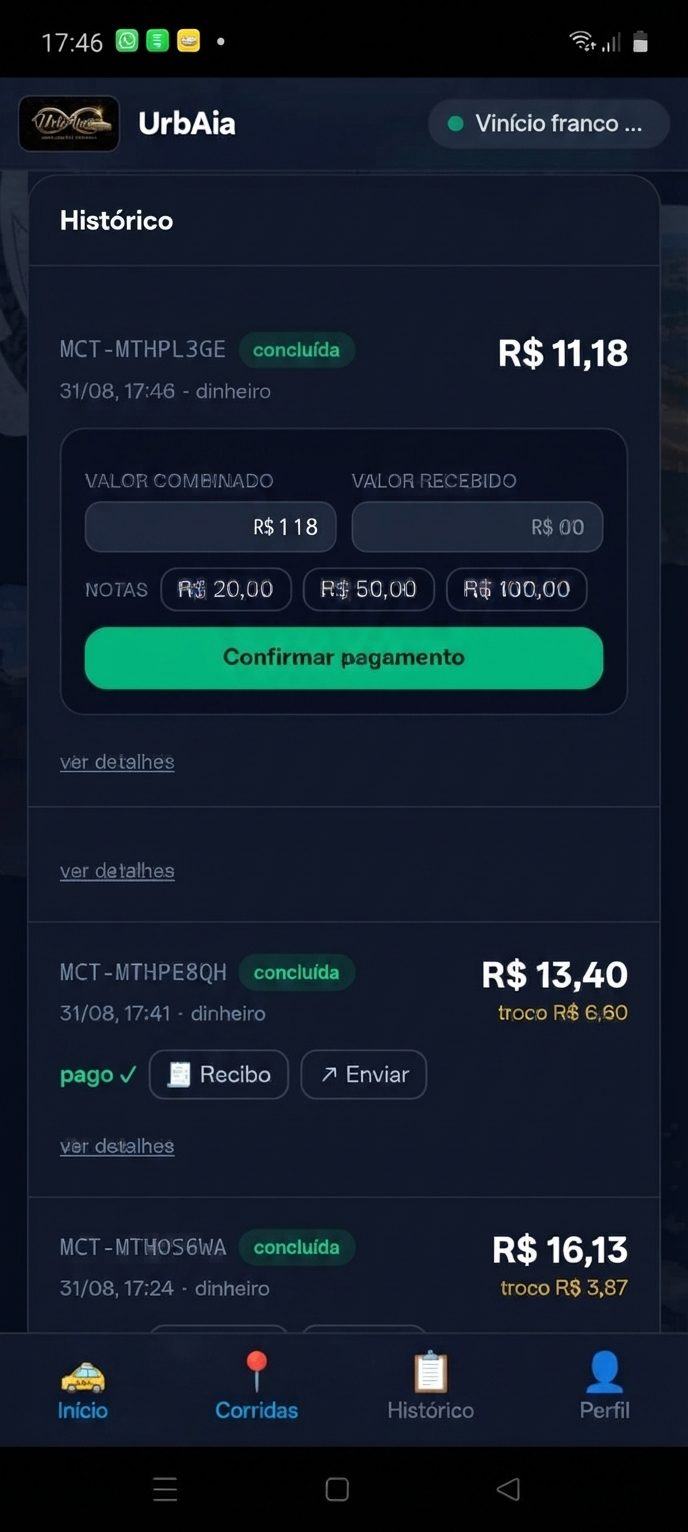 17:46
UrbAia
Vinício franco ...
Histórico
MCT-MTHPL3GE concluída R$ 11,18
31/08, 17:46 - dinheiro
VALOR COMBINADO VALOR RECEBIDO
R$ 1 1 8 R$ 00
NOTAS R$ 20,00 R$ 50,00 R$ 100,00
Confirmar pagamento
ver detalhes
ver detalhes
MCT-MTHPE8QH concluída R$ 13,40
31/08, 17:41 · dinheiro troco R$ 6,60
pago ✓ Recibo ↗ Enviar
ver detalhes
MCT-MTHOS6WA concluída R$ 16,13
31/08, 17:24 · dinheiro troco R$ 3,87
Início Corridas Histórico Perfil